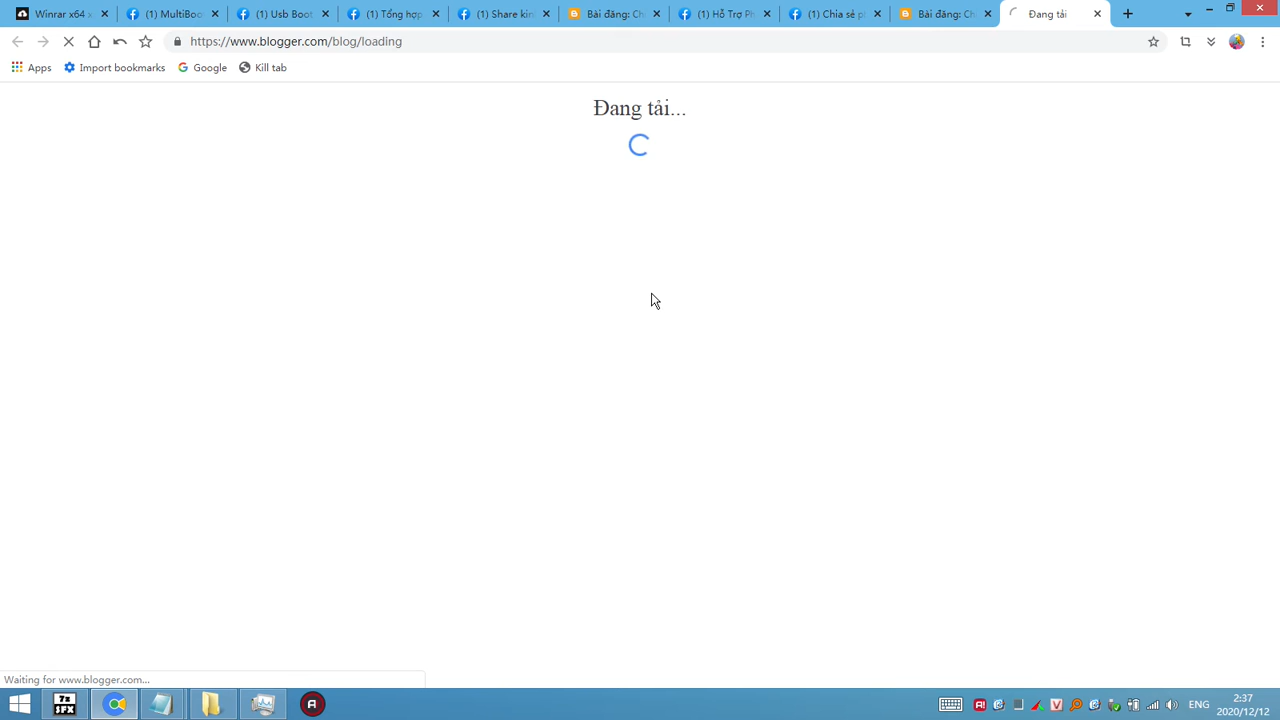 Winrar x64 x
(1) MultiBoo
(1) Usb Boot
(1) Tổng hợp
(1) Share kin
Bài đăng: Ch
(1) Hỗ Trợ Ph
(1) Chia sẻ p
Bài đăng: Ch
Đang tải
https://www.blogger.com/blog/loading
Apps
Import bookmarks
Google
Kill tab
Đang tải...
Waiting for www.blogger.com...
7z
SFX
ENG
2:37
2020/12/12